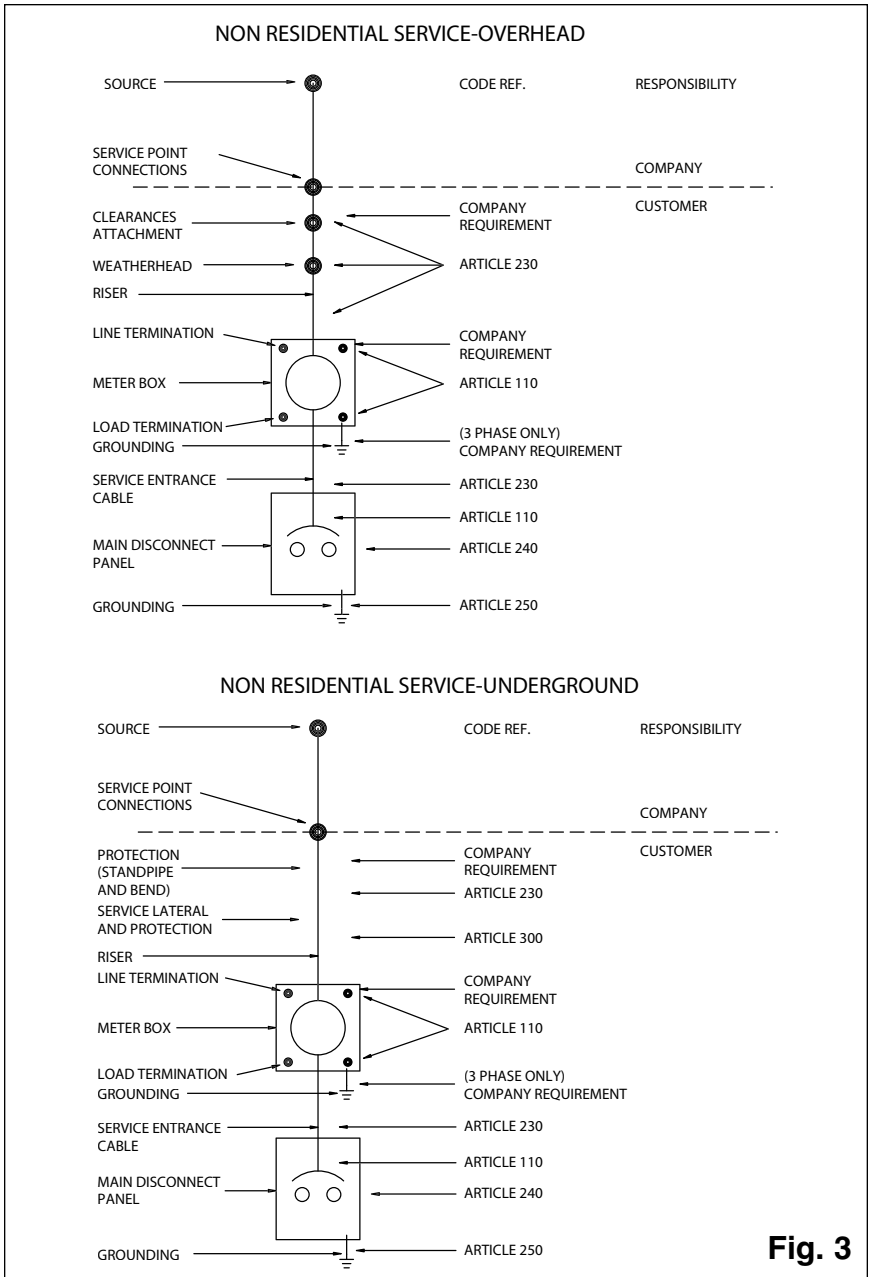 NON RESIDENTIAL SERVICE-OVERHEAD
SOURCE CODE REF. RESPONSIBILITY
SERVICE POINT
CONNECTIONS
COMPANY
CUSTOMER
CLEARANCES
ATTACHMENT
COMPANY
REQUIREMENT
WEATHERHEAD ARTICLE 230
RISER
LINE TERMINATION
COMPANY
REQUIREMENT
METER BOX ARTICLE 110
LOAD TERMINATION
GROUNDING
(3 PHASE ONLY)
COMPANY REQUIREMENT
SERVICE ENTRANCE
CABLE
ARTICLE 230
ARTICLE 110
MAIN DISCONNECT
PANEL
ARTICLE 240
GROUNDING ARTICLE 250
NON RESIDENTIAL SERVICE-UNDERGROUND
SOURCE CODE REF. RESPONSIBILITY
SERVICE POINT
CONNECTIONS
COMPANY
CUSTOMER
PROTECTION
(STANDPIPE
AND BEND)
COMPANY
REQUIREMENT
ARTICLE 230
SERVICE LATERAL
AND PROTECTION
ARTICLE 300
RISER
LINE TERMINATION
COMPANY
REQUIREMENT
METER BOX ARTICLE 110
LOAD TERMINATION
GROUNDING
(3 PHASE ONLY)
COMPANY REQUIREMENT
SERVICE ENTRANCE
CABLE
ARTICLE 230
ARTICLE 110
MAIN DISCONNECT
PANEL
ARTICLE 240
GROUNDING ARTICLE 250
Fig. 3